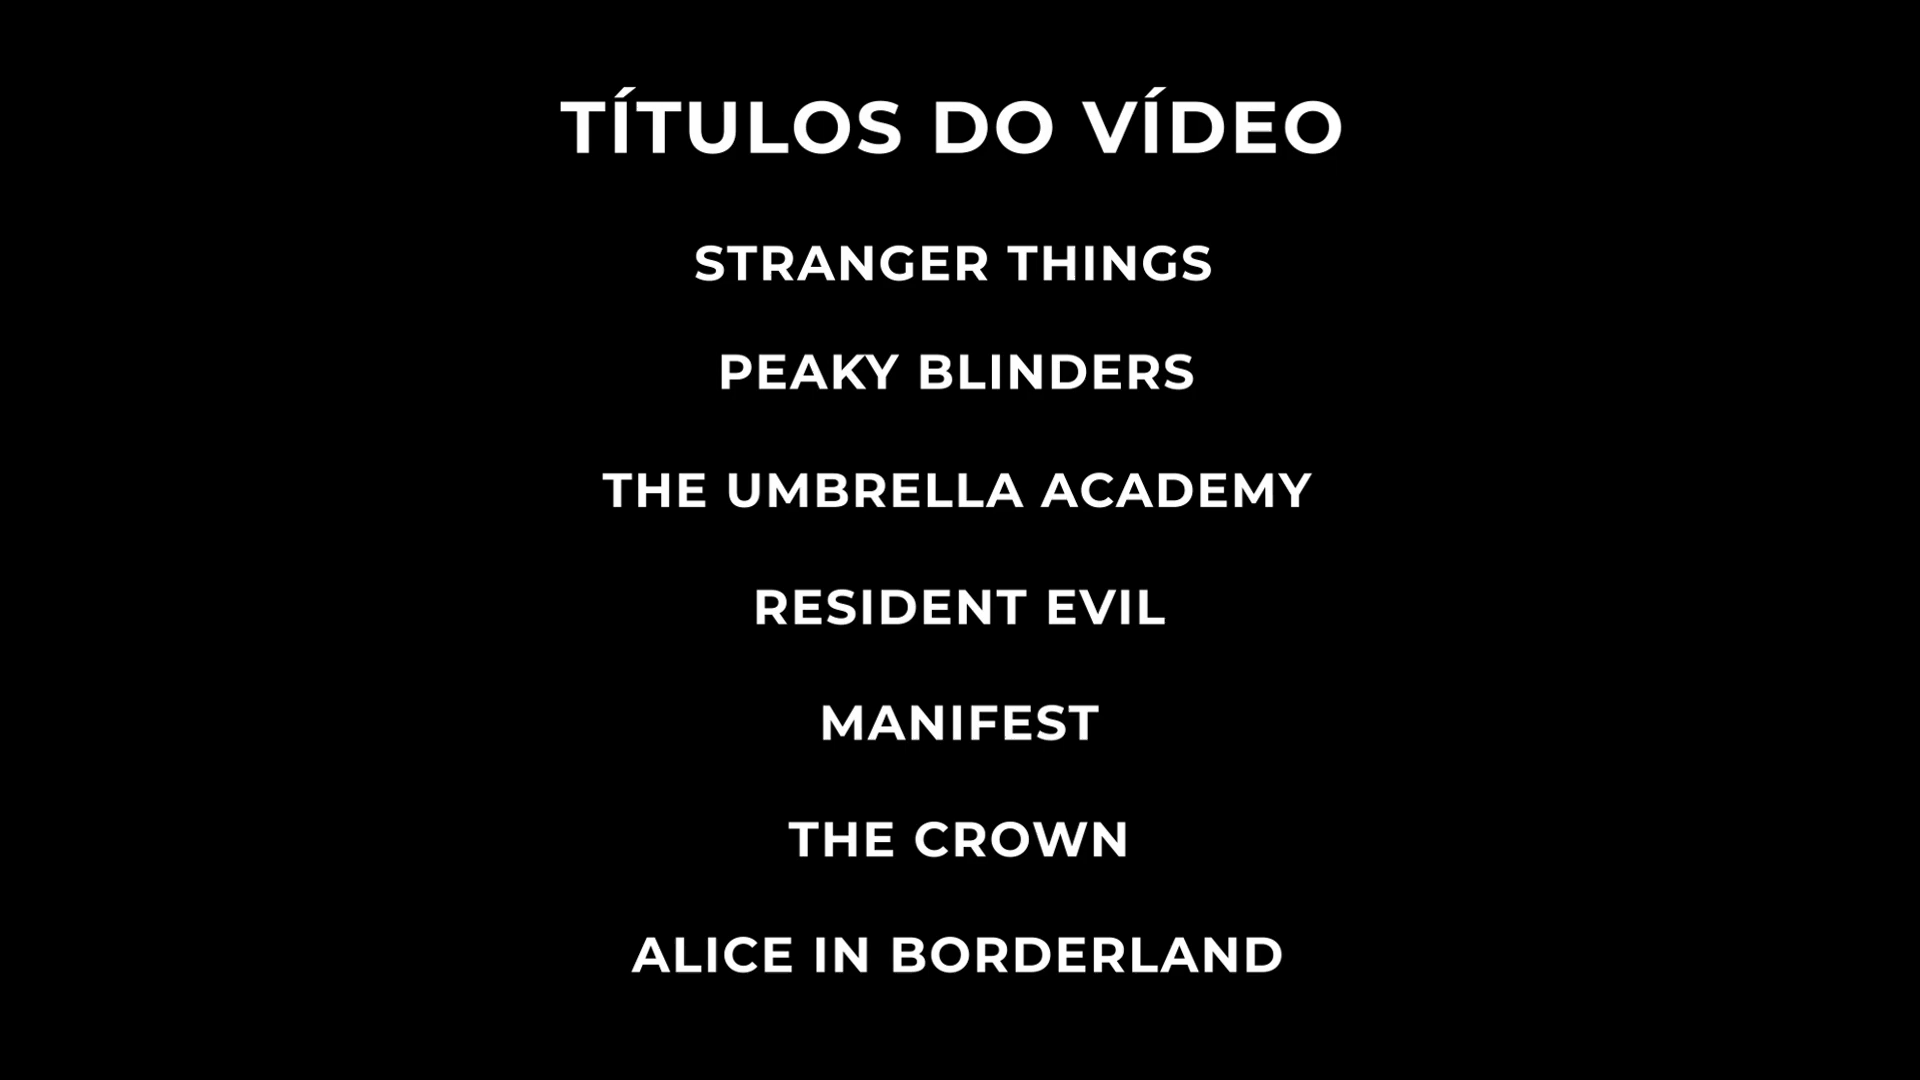 TÍTULOS DO VÍDEO
STRANGER THINGS
PEAKY BLINDERS
THE UMBRELLA ACADEMY
RESIDENT EVIL
MANIFEST
THE CROWN
ALICE IN BORDERLAND